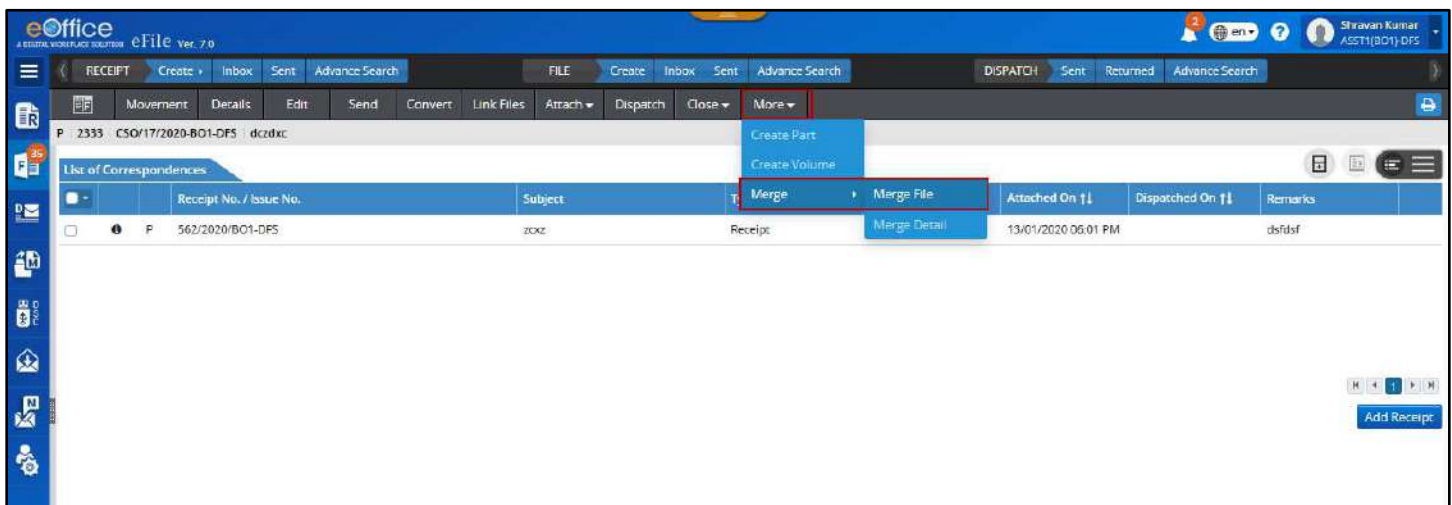 eOffice
A DIGITAL WORKPLACE SOLUTION
eFile Ver. 7.0
2
en
?
Shravan Kumar
ASST1(BO1)-DFS
RECEIPT Create Inbox Sent Advance Search
FILE Create Inbox Sent Advance Search
DISPATCH Sent Returned Advance Search
Movement Details Edit Send Convert Link Files Attach Dispatch Close More
P 2333 CSO/17/2020-BO1-DFS dczdxc
Create Part
Create Volume
Merge
Merge File
Merge Detail
List of Correspondences
Receipt No. / Issue No. Subject Attached On Dispatched On Remarks
P 562/2020/BO1-DFS zcxz Receipt 13/01/2020 06:01 PM dsfdsf
35
1
Add Receipt